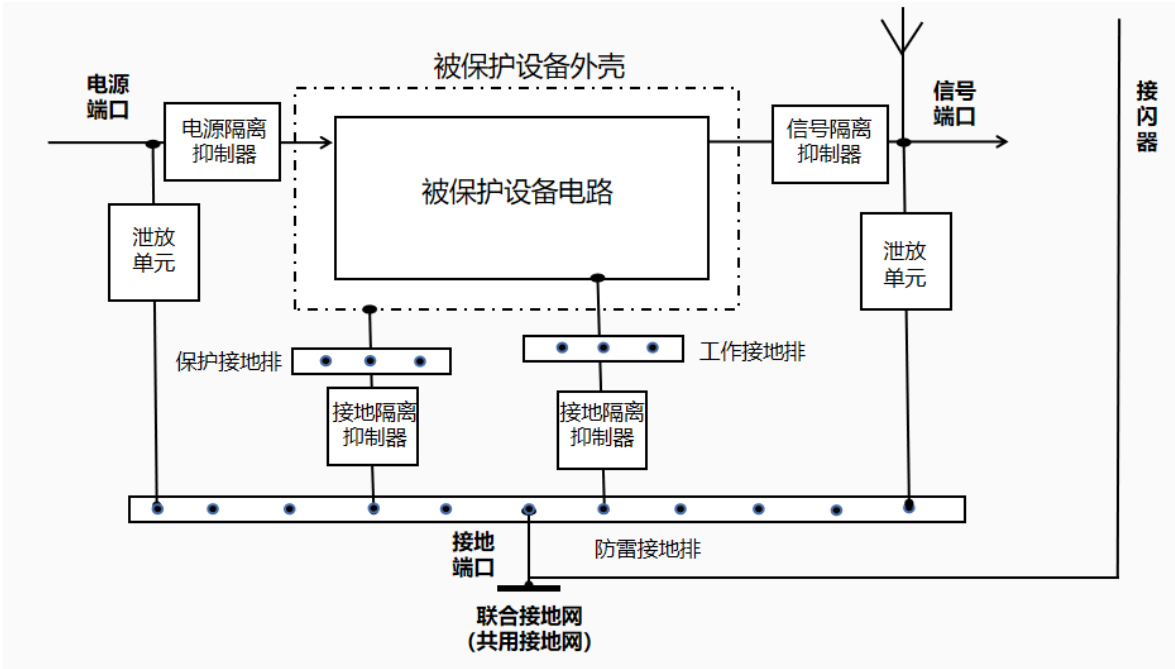 被保护设备外壳
电源
端口
电源隔离
抑制器
被保护设备电路
信号隔离
抑制器
信号
端口
接
闪
器
泄放
单元
泄放
单元
保护接地排
工作接地排
接地隔离
抑制器
接地隔离
抑制器
接地
端口
防雷接地排
联合接地网
（共用接地网）